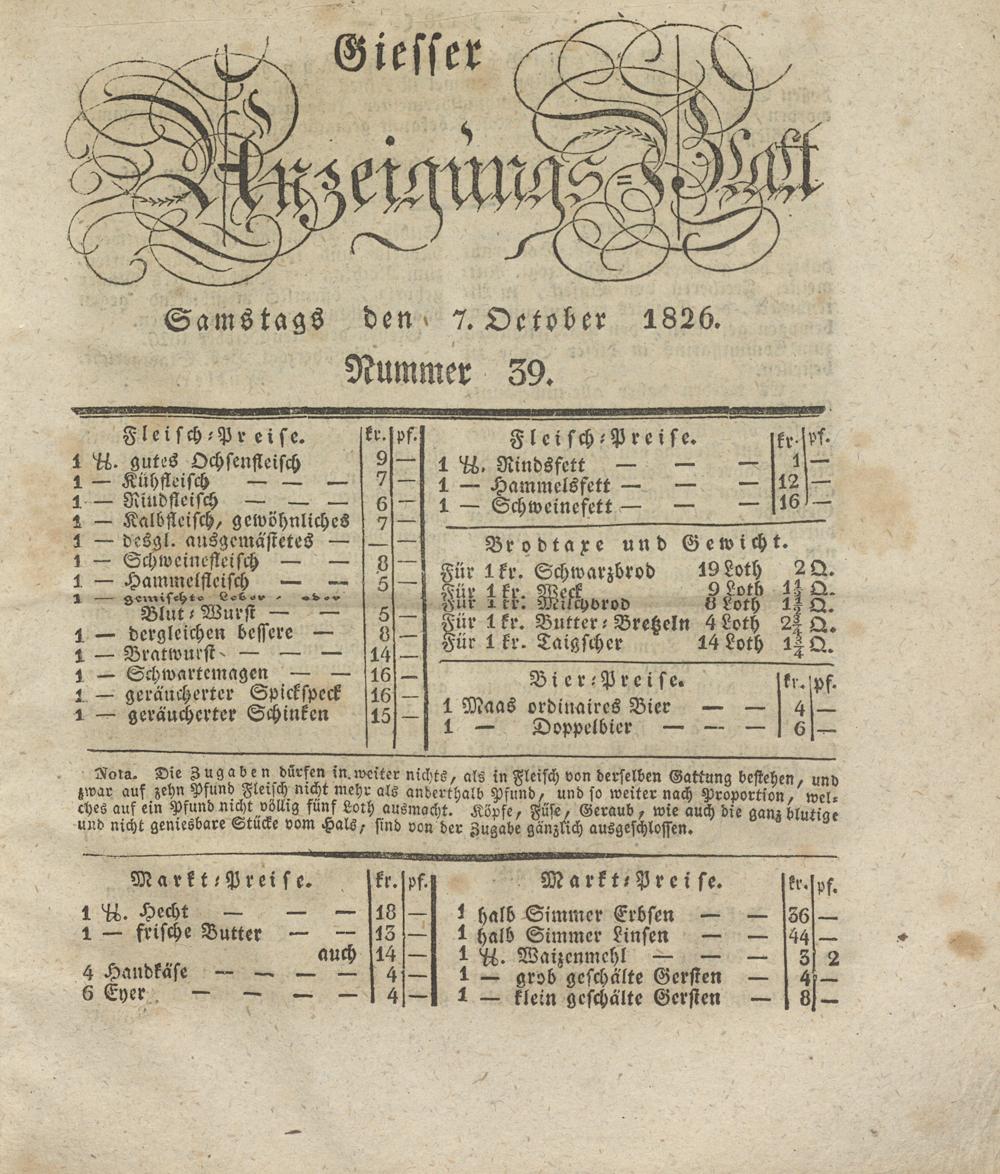 Giesser
Anzeigungs=Blatt
Samstags den 7. October 1826.
Nummer 39.
Fleisch=Preise. kr. pf.
1 ℔. gutes Ochsenfleisch 9 —
1 — Kühfleisch — — — 7 —
1 — Rindfleisch — — — 6 —
1 — Kalbfleisch, gewöhnliches 7 —
1 — desgl. ausgemästetes — — —
1 — Schweinefleisch — — 8 —
1 — Hammelfleisch — — 5 —
1 — gemischte Leber - oder
Blut=Wurst — — 5 —
1 — dergleichen bessere — 8 —
1 — Bratwurst — — — 14 —
1 — Schwartemagen — — 16 —
1 — geräucherter Spickspeck 16 —
1 — geräucherter Schinken 15 —
Fleisch=Preise. kr. pf.
1 ℔. Rindsfett — — — 1 —
1 — Hammelsfett — — — 12 —
1 — Schweinefett — — — 16 —
Brodtaxe und Gewicht.
Für 1 kr. Schwarzbrod 19 Loth 2 Q.
Für 1 kr. Weck 9 Loth 1½ Q.
Für 1 kr. Milchbrod 8 Loth Q.
Für 1 kr. Butter=Bretzeln 4 Loth 2¾ Q.
Für 1 kr. Taigscher 14 Loth 1¾ Q.
Bier=Preise. kr. pf.
1 Maas ordinaires Bier — — 4 —
1 — Doppelbier — — — 6 —
Nota. Die Zugaben dürfen in weiter nichts, als in Fleisch von derselben Gattung bestehen, und
zwar auf zehn Pfund Fleisch nicht mehr als anderthalb Pfund, und so weiter nach Proportion, wel=
ches auf ein Pfund nicht völlig fünf Loth ausmacht. Köpfe, Füse, Geraub, wie auch die ganz blutige
und nicht geniesbare Stücke vom Hals, sind von der Zugabe gänzlich ausgeschlossen.
Markt=Preise. kr. pf.
1 ℔. Hecht — — — 18 —
1 — frische Butter — — 13 —
auch 14 —
4 Handkäse — — — — 4 —
6 Eyer — — — — 4 —
Markt=Preise. kr. pf.
1 halb Simmer Erbsen — — 36 —
1 halb Simmer Linsen — — 44 —
1 ℔. Waizenmehl — — — 3 2
1 — grob geschälte Gersten — 4 —
1 — klein geschälte Gersten — 8 —